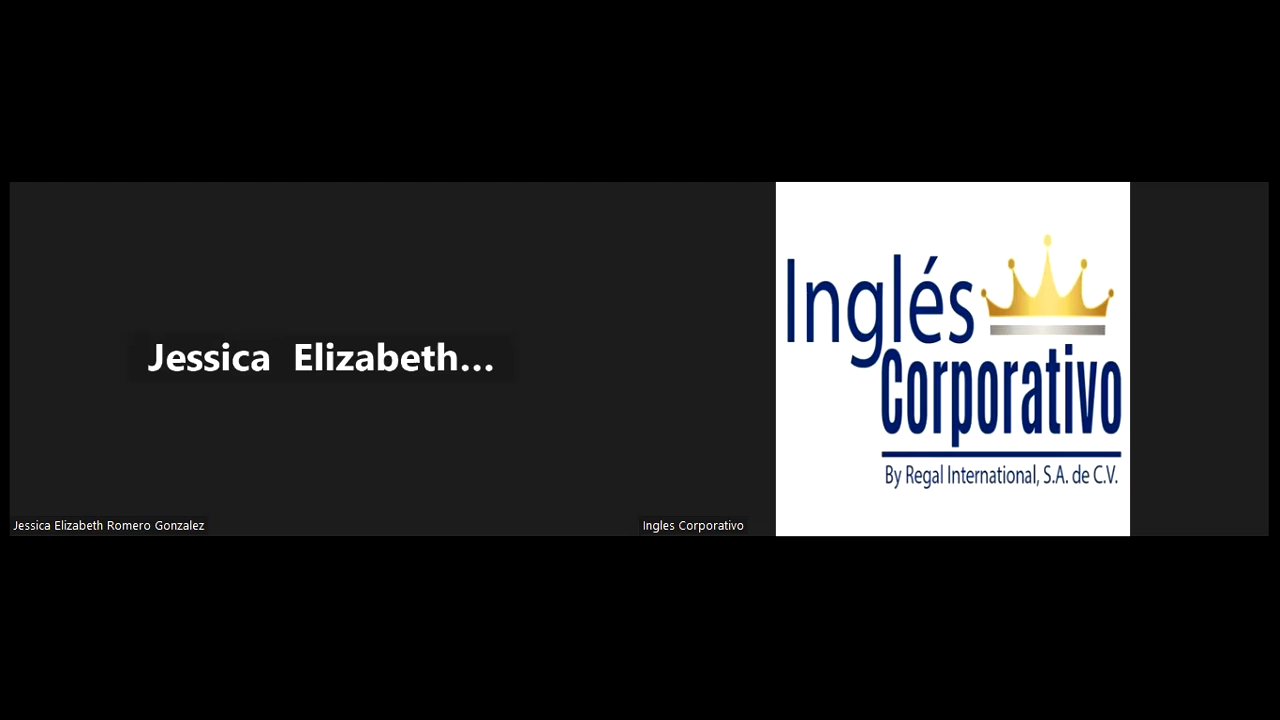 Jessica Elizabeth...
Jessica Elizabeth Romero Gonzalez
Ingles Corporativo
Inglés
Corporativo
By Regal International, S.A. de C.V.